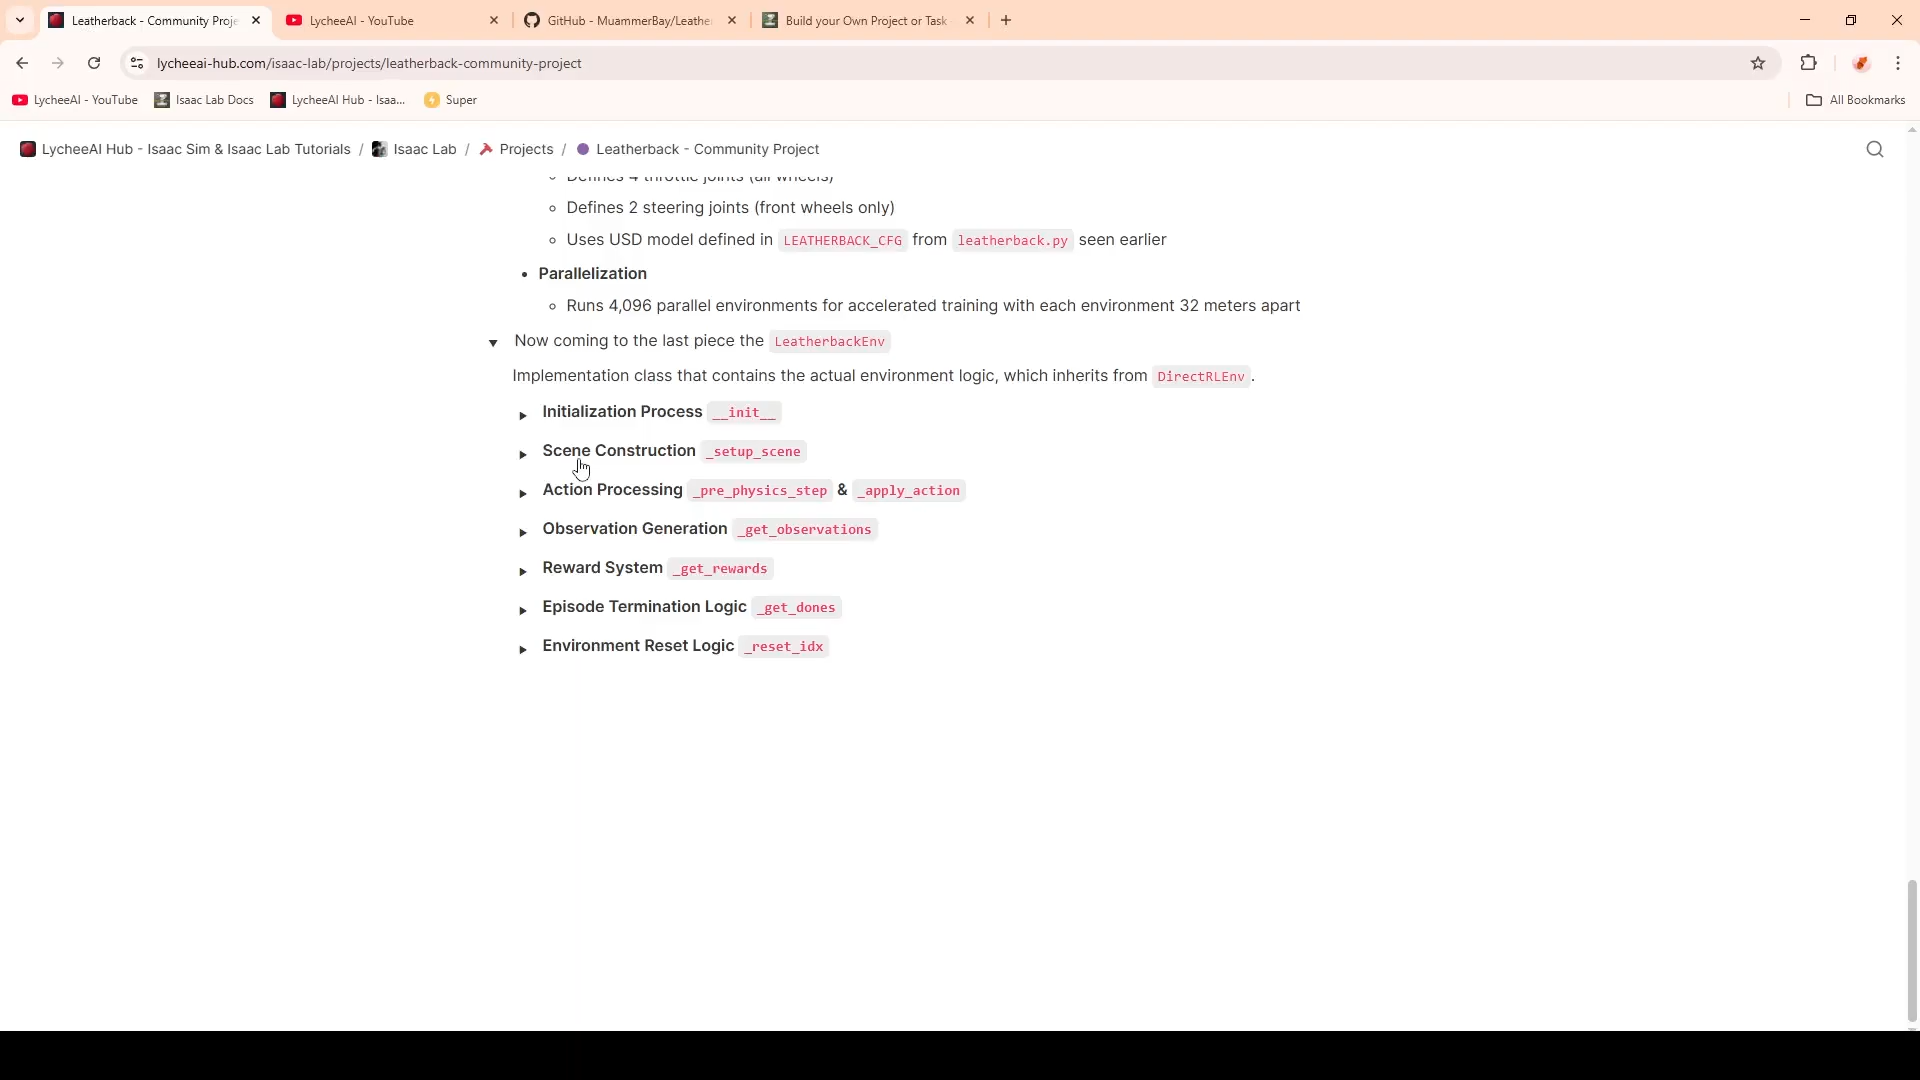 Leatherback - Community Proje
LycheeAI - YouTube
GitHub - MuammerBay/Leathe
Build your Own Project or Task
lycheeai-hub.com/isaac-lab/projects/leatherback-community-project
LycheeAI - YouTube
Isaac Lab Docs
LycheeAI Hub - Isaa...
Super
All Bookmarks
LycheeAI Hub - Isaac Sim & Isaac Lab Tutorials / Isaac Lab / Projects / Leatherback - Community Project
Defines 4 throttle joints (all wheels)
Defines 2 steering joints (front wheels only)
Uses USD model defined in LEATHERBACK_CFG from leatherback.py seen earlier
Parallelization
Runs 4,096 parallel environments for accelerated training with each environment 32 meters apart
Now coming to the last piece the LeatherbackEnv
Implementation class that contains the actual environment logic, which inherits from DirectRLEnv.
Initialization Process __init__
Scene Construction _setup_scene
Action Processing _pre_physics_step & _apply_action
Observation Generation _get_observations
Reward System _get_rewards
Episode Termination Logic _get_dones
Environment Reset Logic _reset_idx